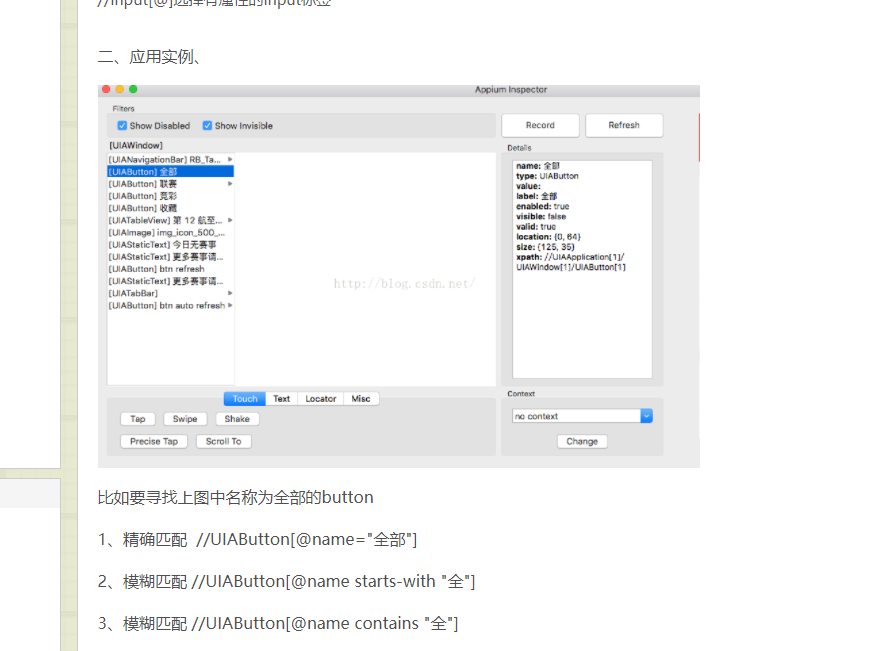 //input[@]选择有属性的input标签
二、应用实例、
Appium Inspector
Filters
Show Disabled
Show Invisible
Record
Refresh
[UIAWindow]
Details
[UIANavigationBar] RB_Ta...
[UIAButton] 全部
[UIAButton] 联赛
[UIAButton] 竞彩
[UIAButton] 收藏
[UIATableView] 第 12 航至...
[UIAImage] img_icon_500_...
[UIAStaticText] 今日无赛事
[UIAStaticText] 更多赛事请...
[UIAButton] btn refresh
[UIAStaticText] 更多赛事请...
[UIATabBar]
[UIAButton] btn auto refresh
name: 全部
type: UIAButton
value:
label: 全部
enabled: true
visible: false
valid: true
location: {0, 64}
size: {125, 35}
xpath: //UIAApplication[1]/
UIAWindow[1]/UIAButton[1]
http://blog.csdn.net/
Touch
Text
Locator
Misc
Tap
Swipe
Shake
Precise Tap
Scroll To
Context
no context
Change
比如要寻找上图中名称为全部的button
1、精确匹配 //UIAButton[@name="全部"]
2、模糊匹配 //UIAButton[@name starts-with "全"]
3、模糊匹配 //UIAButton[@name contains "全"]